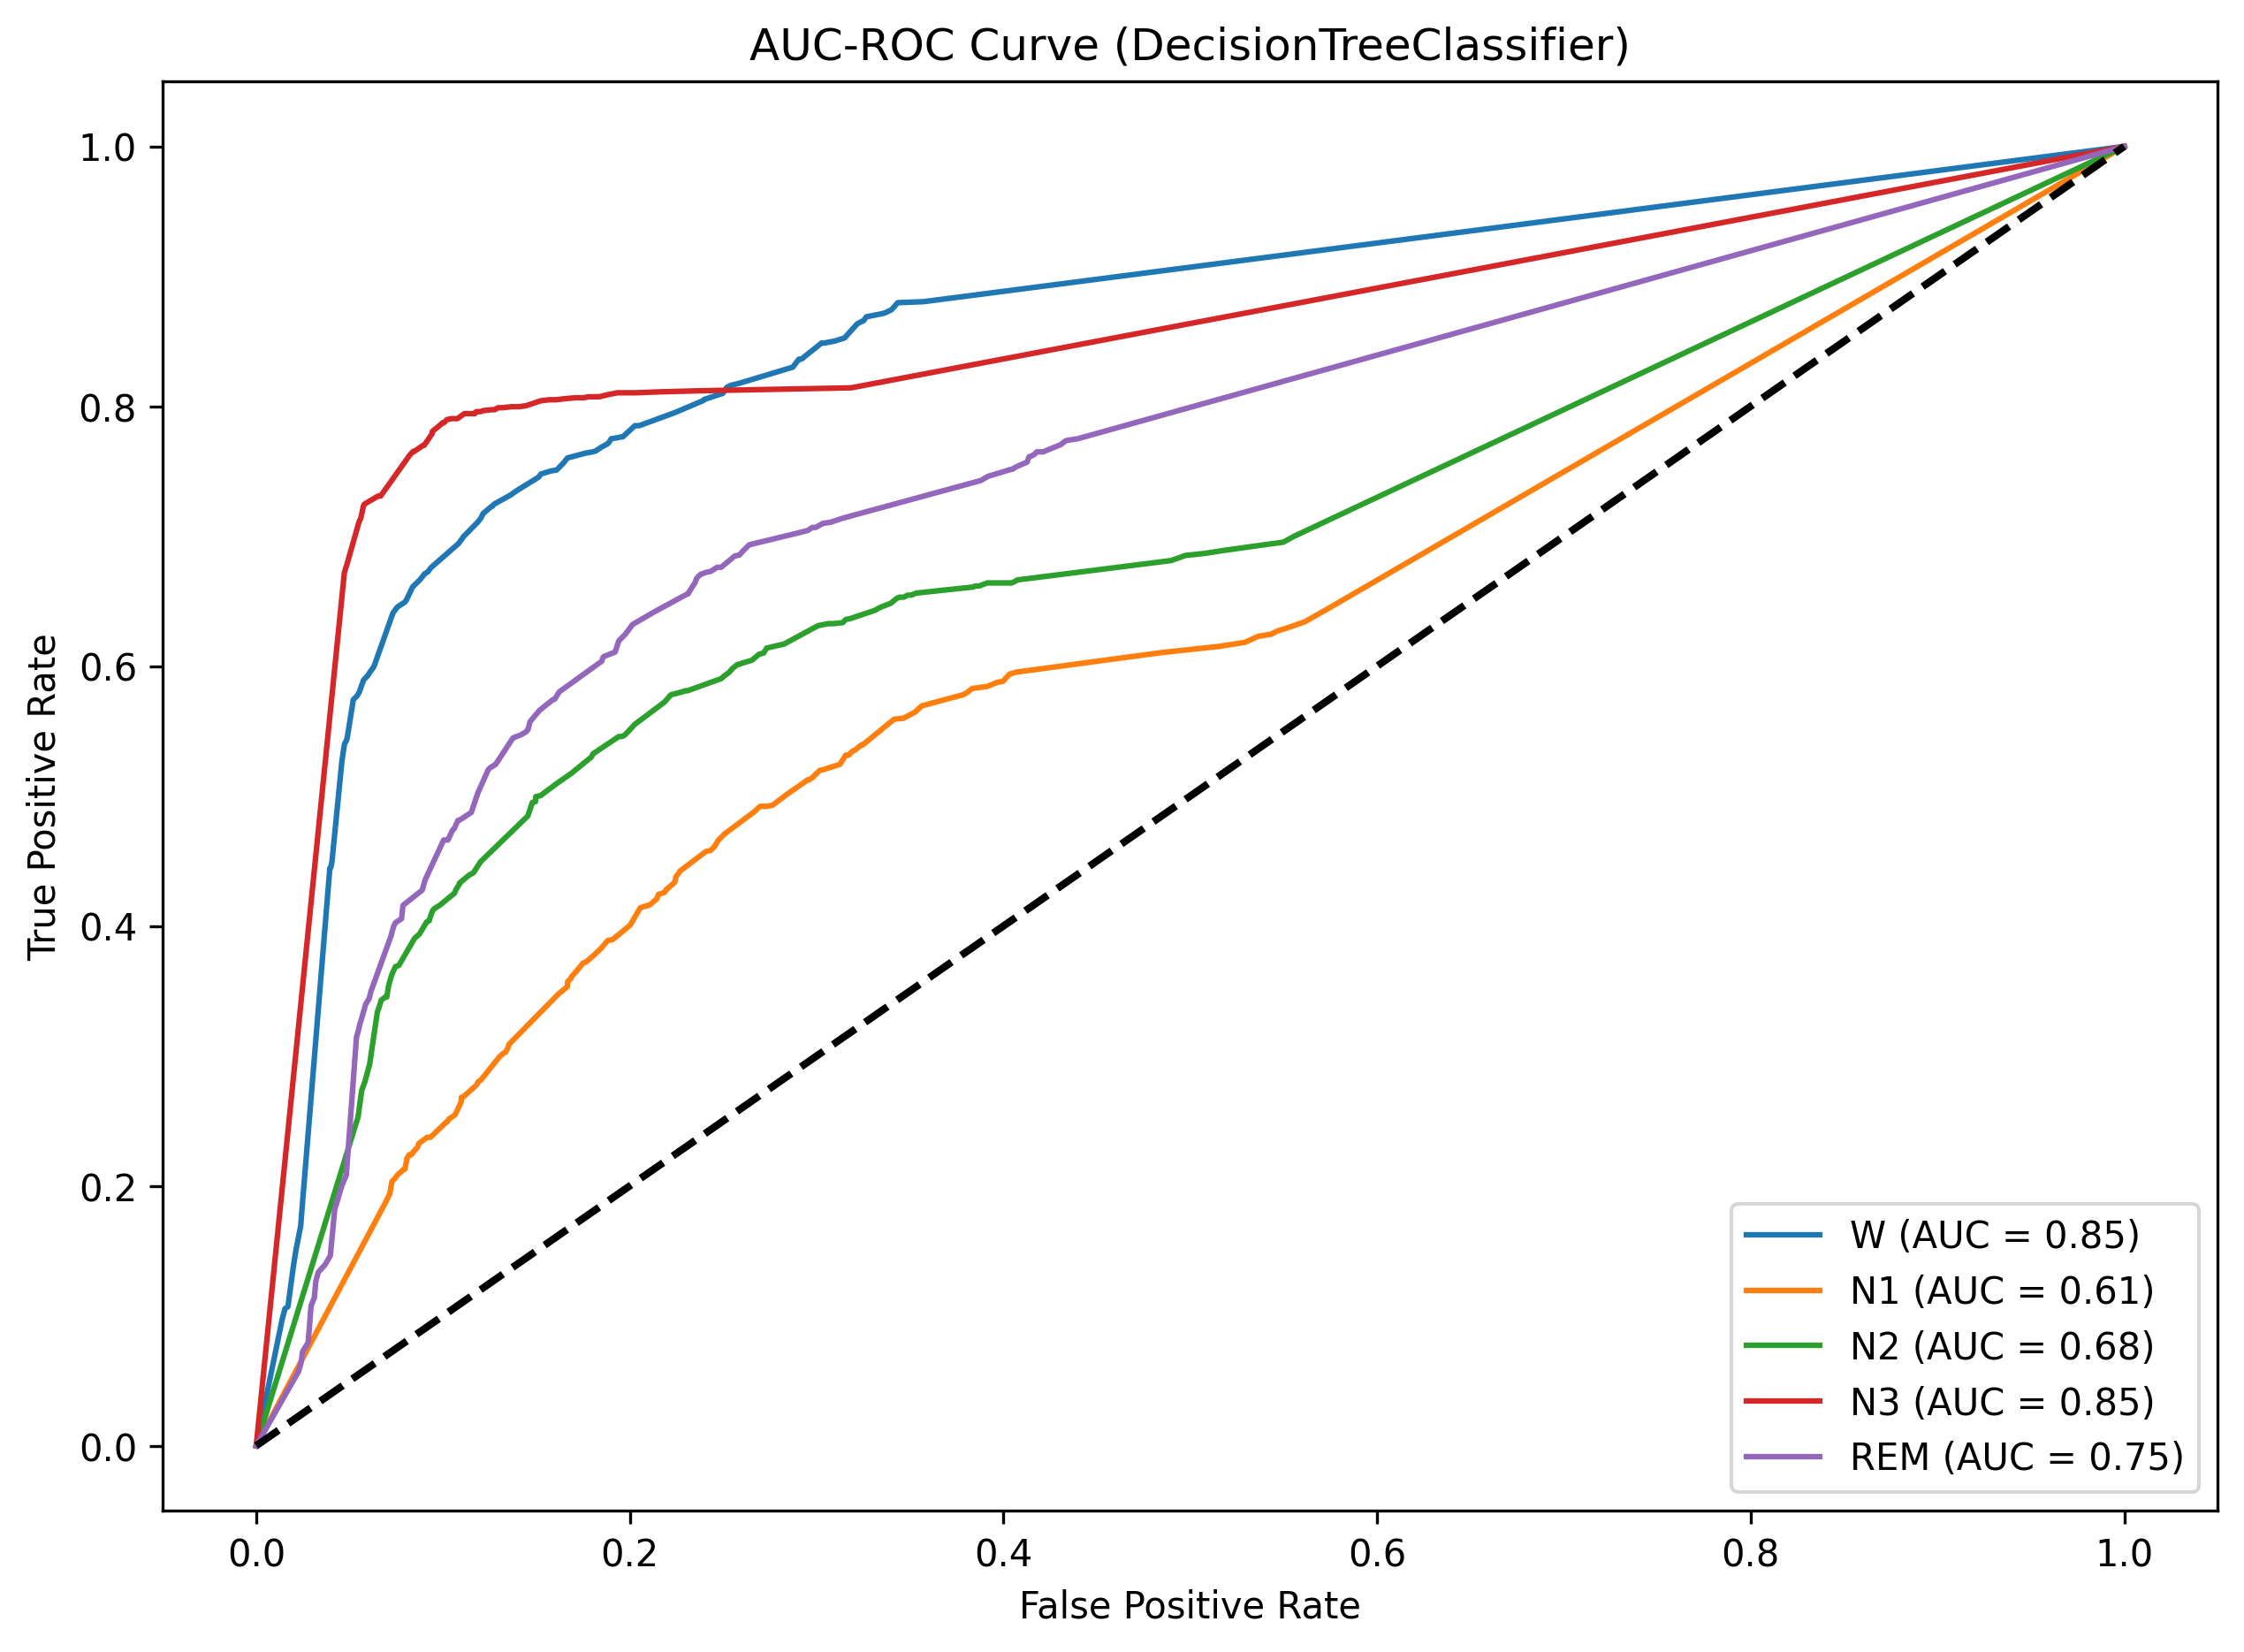 AUC-ROC Curve (DecisionTreeClassifier)
1.0
0.8
0.6
0.4
0.2
0.0
True Positive Rate
W (AUC = 0.85)
N1 (AUC = 0.61)
N2 (AUC = 0.68)
N3 (AUC = 0.85)
REM (AUC = 0.75)
0.0 0.2 0.4 0.6 0.8 1.0
False Positive Rate